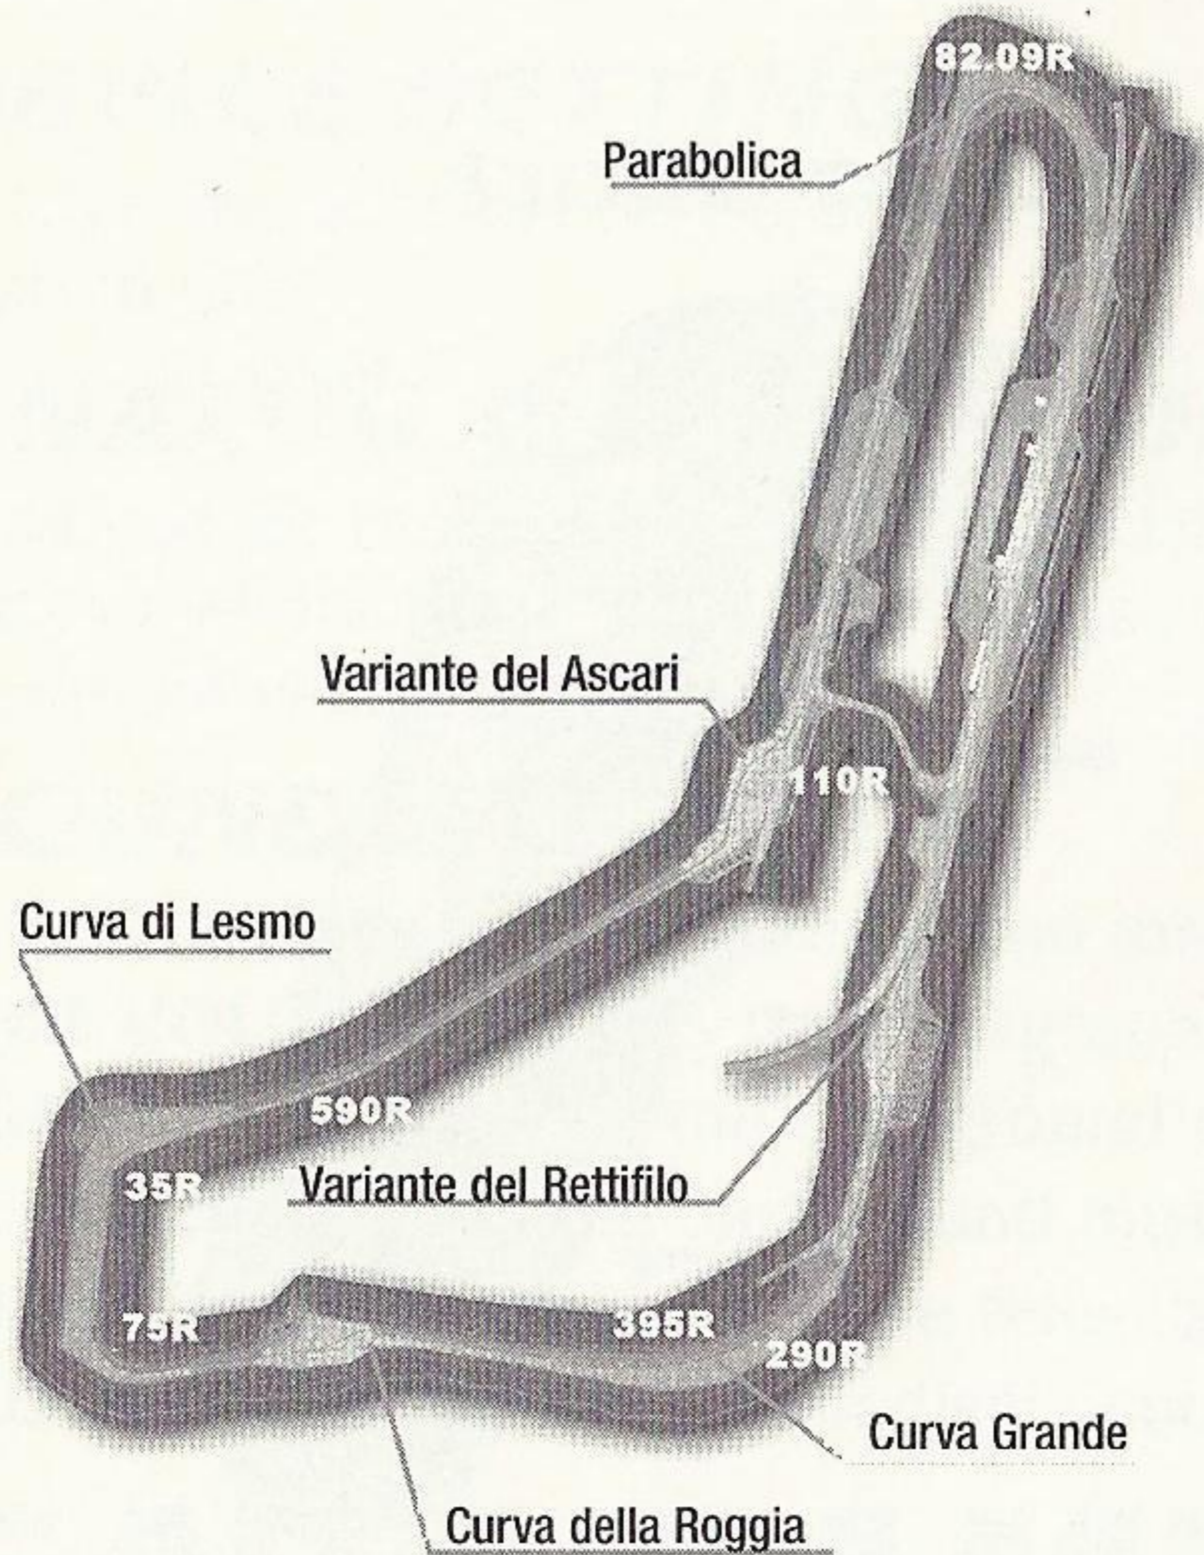 82.09R
Parabolica
Variante del Ascari
110R
Curva di Lesmo
590R
35R
Variante del Rettifilo
75R
395R
290R
Curva Grande
Curva della Roggia